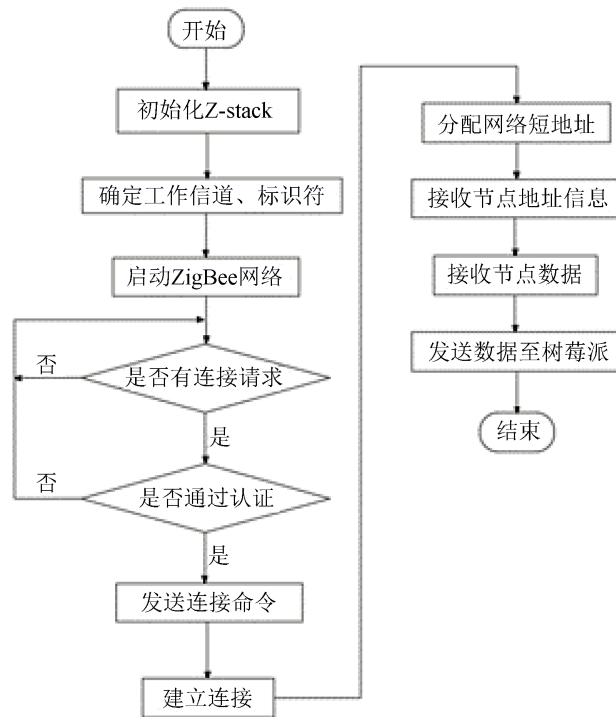 开始
初始化Z-stack
确定工作信道、标识符
启动ZigBee网络
否
是否有连接请求
是
否
是否通过认证
是
发送连接命令
建立连接
分配网络短地址
接收节点地址信息
接收节点数据
发送数据至树莓派
结束